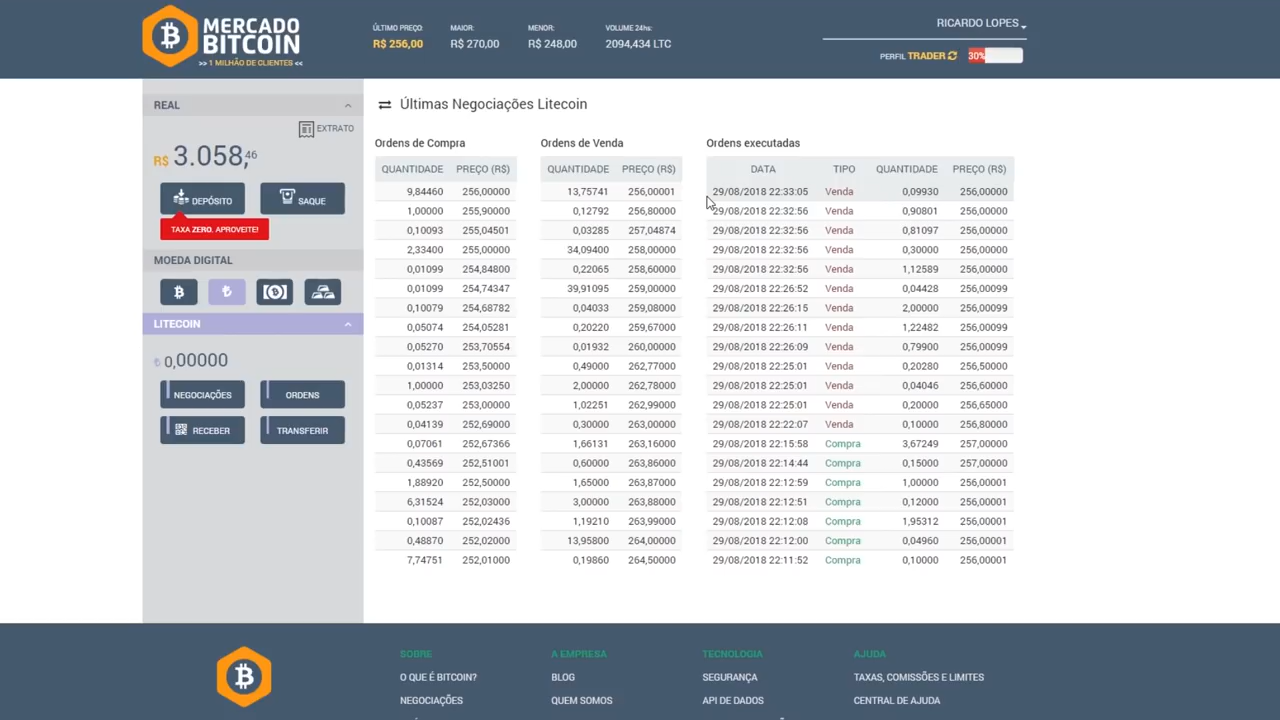 MERCADO BITCOIN
>> 1 MILHÃO DE CLIENTES <<
ÚLTIMO PREÇO: MAIOR: MENOR: VOLUME 24hs:
R$ 256,00 R$ 270,00 R$ 248,00 2094,434 LTC
RICARDO LOPES
PERFIL TRADER 30%
REAL
EXTRATO
R$ 3.058,46
DEPÓSITO SAQUE
TAXA ZERO. APROVEITE!
MOEDA DIGITAL
LITECOIN
0,00000
NEGOCIAÇÕES ORDENS
RECEBER TRANSFERIR
Últimas Negociações Litecoin
Ordens de Compra
QUANTIDADE PREÇO (R$)
9,84460 256,00000
1,00000 255,90000
0,10093 255,04501
2,33400 255,00000
0,01099 254,84800
0,01099 254,74347
0,10079 254,68782
0,05074 254,05281
0,05270 253,70554
0,01314 253,50000
1,00000 253,03250
0,05237 253,00000
0,04139 252,69000
0,07061 252,67366
0,43569 252,51001
1,88920 252,50000
6,31524 252,03000
0,10087 252,02436
0,48870 252,02000
7,74751 252,01000
Ordens de Venda
QUANTIDADE PREÇO (R$)
13,75741 256,00001
0,12792 256,80000
0,03285 257,04874
34,09400 258,00000
0,22065 258,60000
39,91095 259,00000
0,04033 259,08000
0,20220 259,67000
0,01932 260,00000
0,49000 262,77000
2,00000 262,78000
1,02251 262,99000
0,30000 263,00000
1,66131 263,16000
0,60000 263,86000
1,65000 263,87000
3,00000 263,88000
1,19210 263,99000
13,95800 264,00000
0,19860 264,50000
Ordens executadas
DATA TIPO QUANTIDADE PREÇO (R$)
29/08/2018 22:33:05 Venda 0,09930 256,00000
29/08/2018 22:32:56 Venda 0,90801 256,00000
29/08/2018 22:32:56 Venda 0,81097 256,00000
29/08/2018 22:32:56 Venda 0,30000 256,00000
29/08/2018 22:32:56 Venda 1,12589 256,00000
29/08/2018 22:26:52 Venda 0,04428 256,00099
29/08/2018 22:26:15 Venda 2,00000 256,00099
29/08/2018 22:26:11 Venda 1,22482 256,00099
29/08/2018 22:26:09 Venda 0,79900 256,00099
29/08/2018 22:25:01 Venda 0,20280 256,50000
29/08/2018 22:25:01 Venda 0,04046 256,60000
29/08/2018 22:25:01 Venda 0,20000 256,65000
29/08/2018 22:22:07 Venda 0,10000 256,80000
29/08/2018 22:15:58 Compra 3,67249 257,00000
29/08/2018 22:14:44 Compra 0,15000 257,00000
29/08/2018 22:12:59 Compra 1,00000 256,00001
29/08/2018 22:12:51 Compra 0,12000 256,00001
29/08/2018 22:12:08 Compra 1,95312 256,00001
29/08/2018 22:12:00 Compra 0,04960 256,00001
29/08/2018 22:11:52 Compra 0,10000 256,00001
SOBRE
O QUE É BITCOIN?
NEGOCIAÇÕES
A EMPRESA
BLOG
QUEM SOMOS
TECNOLOGIA
SEGURANÇA
API DE DADOS
AJUDA
TAXAS, COMISSÕES E LIMITES
CENTRAL DE AJUDA